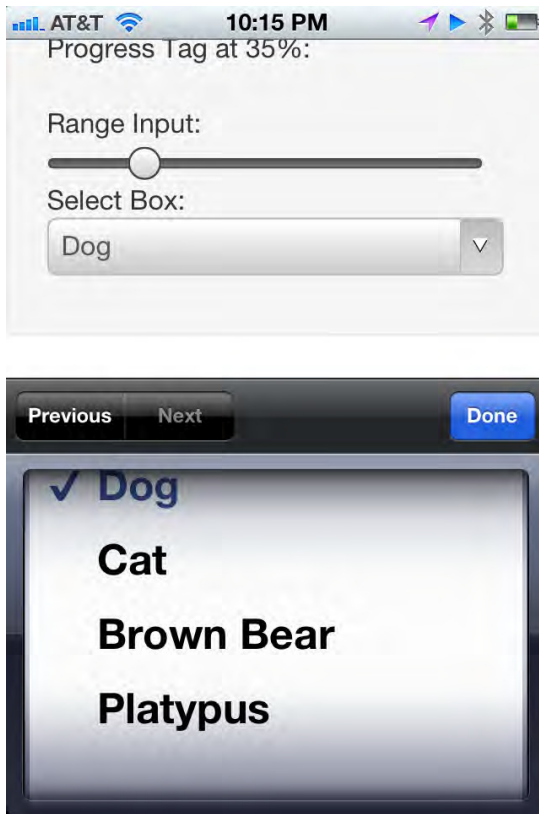 AT&T 10:15 PM
Progress Tag at 35%:
Range Input:
Select Box:
Dog
Previous Next Done
✓ Dog
Cat
Brown Bear
Platypus